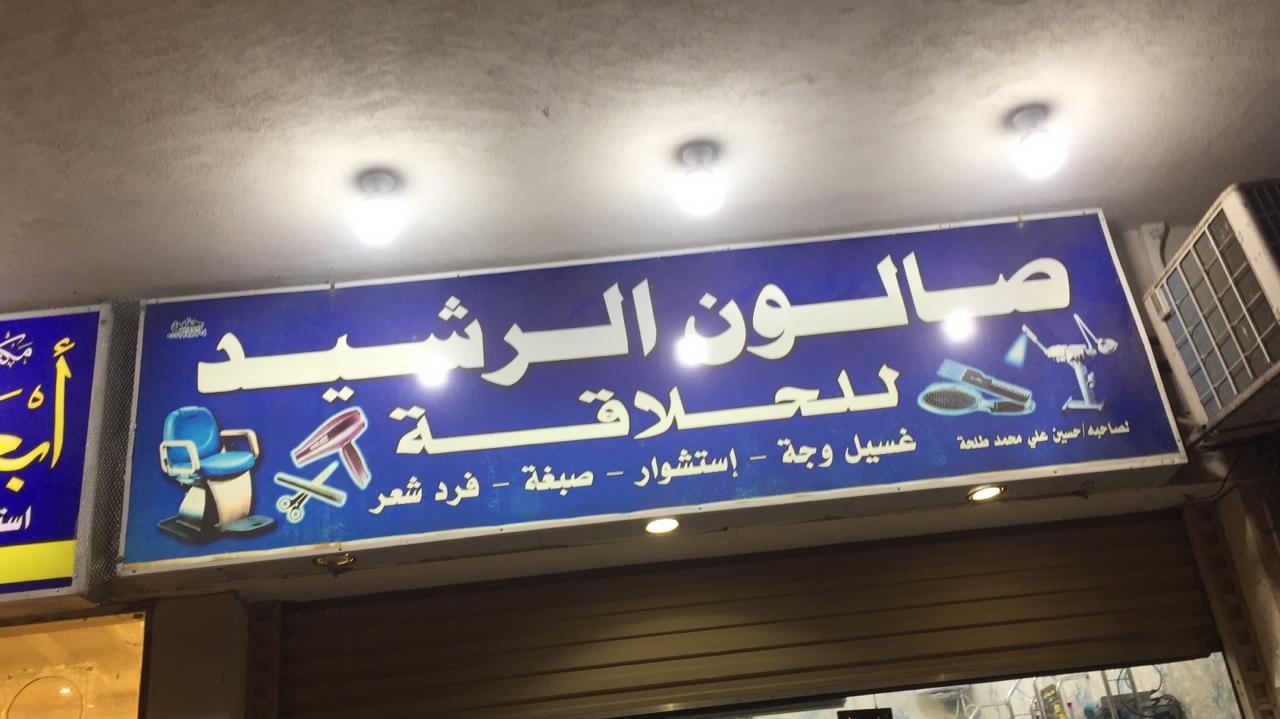 صالون الرشيد
للحلاقة
غسيل وجة - إستشوار - صبغة - فرد شعر
لصاحبه/حسين علي محمد طلحة